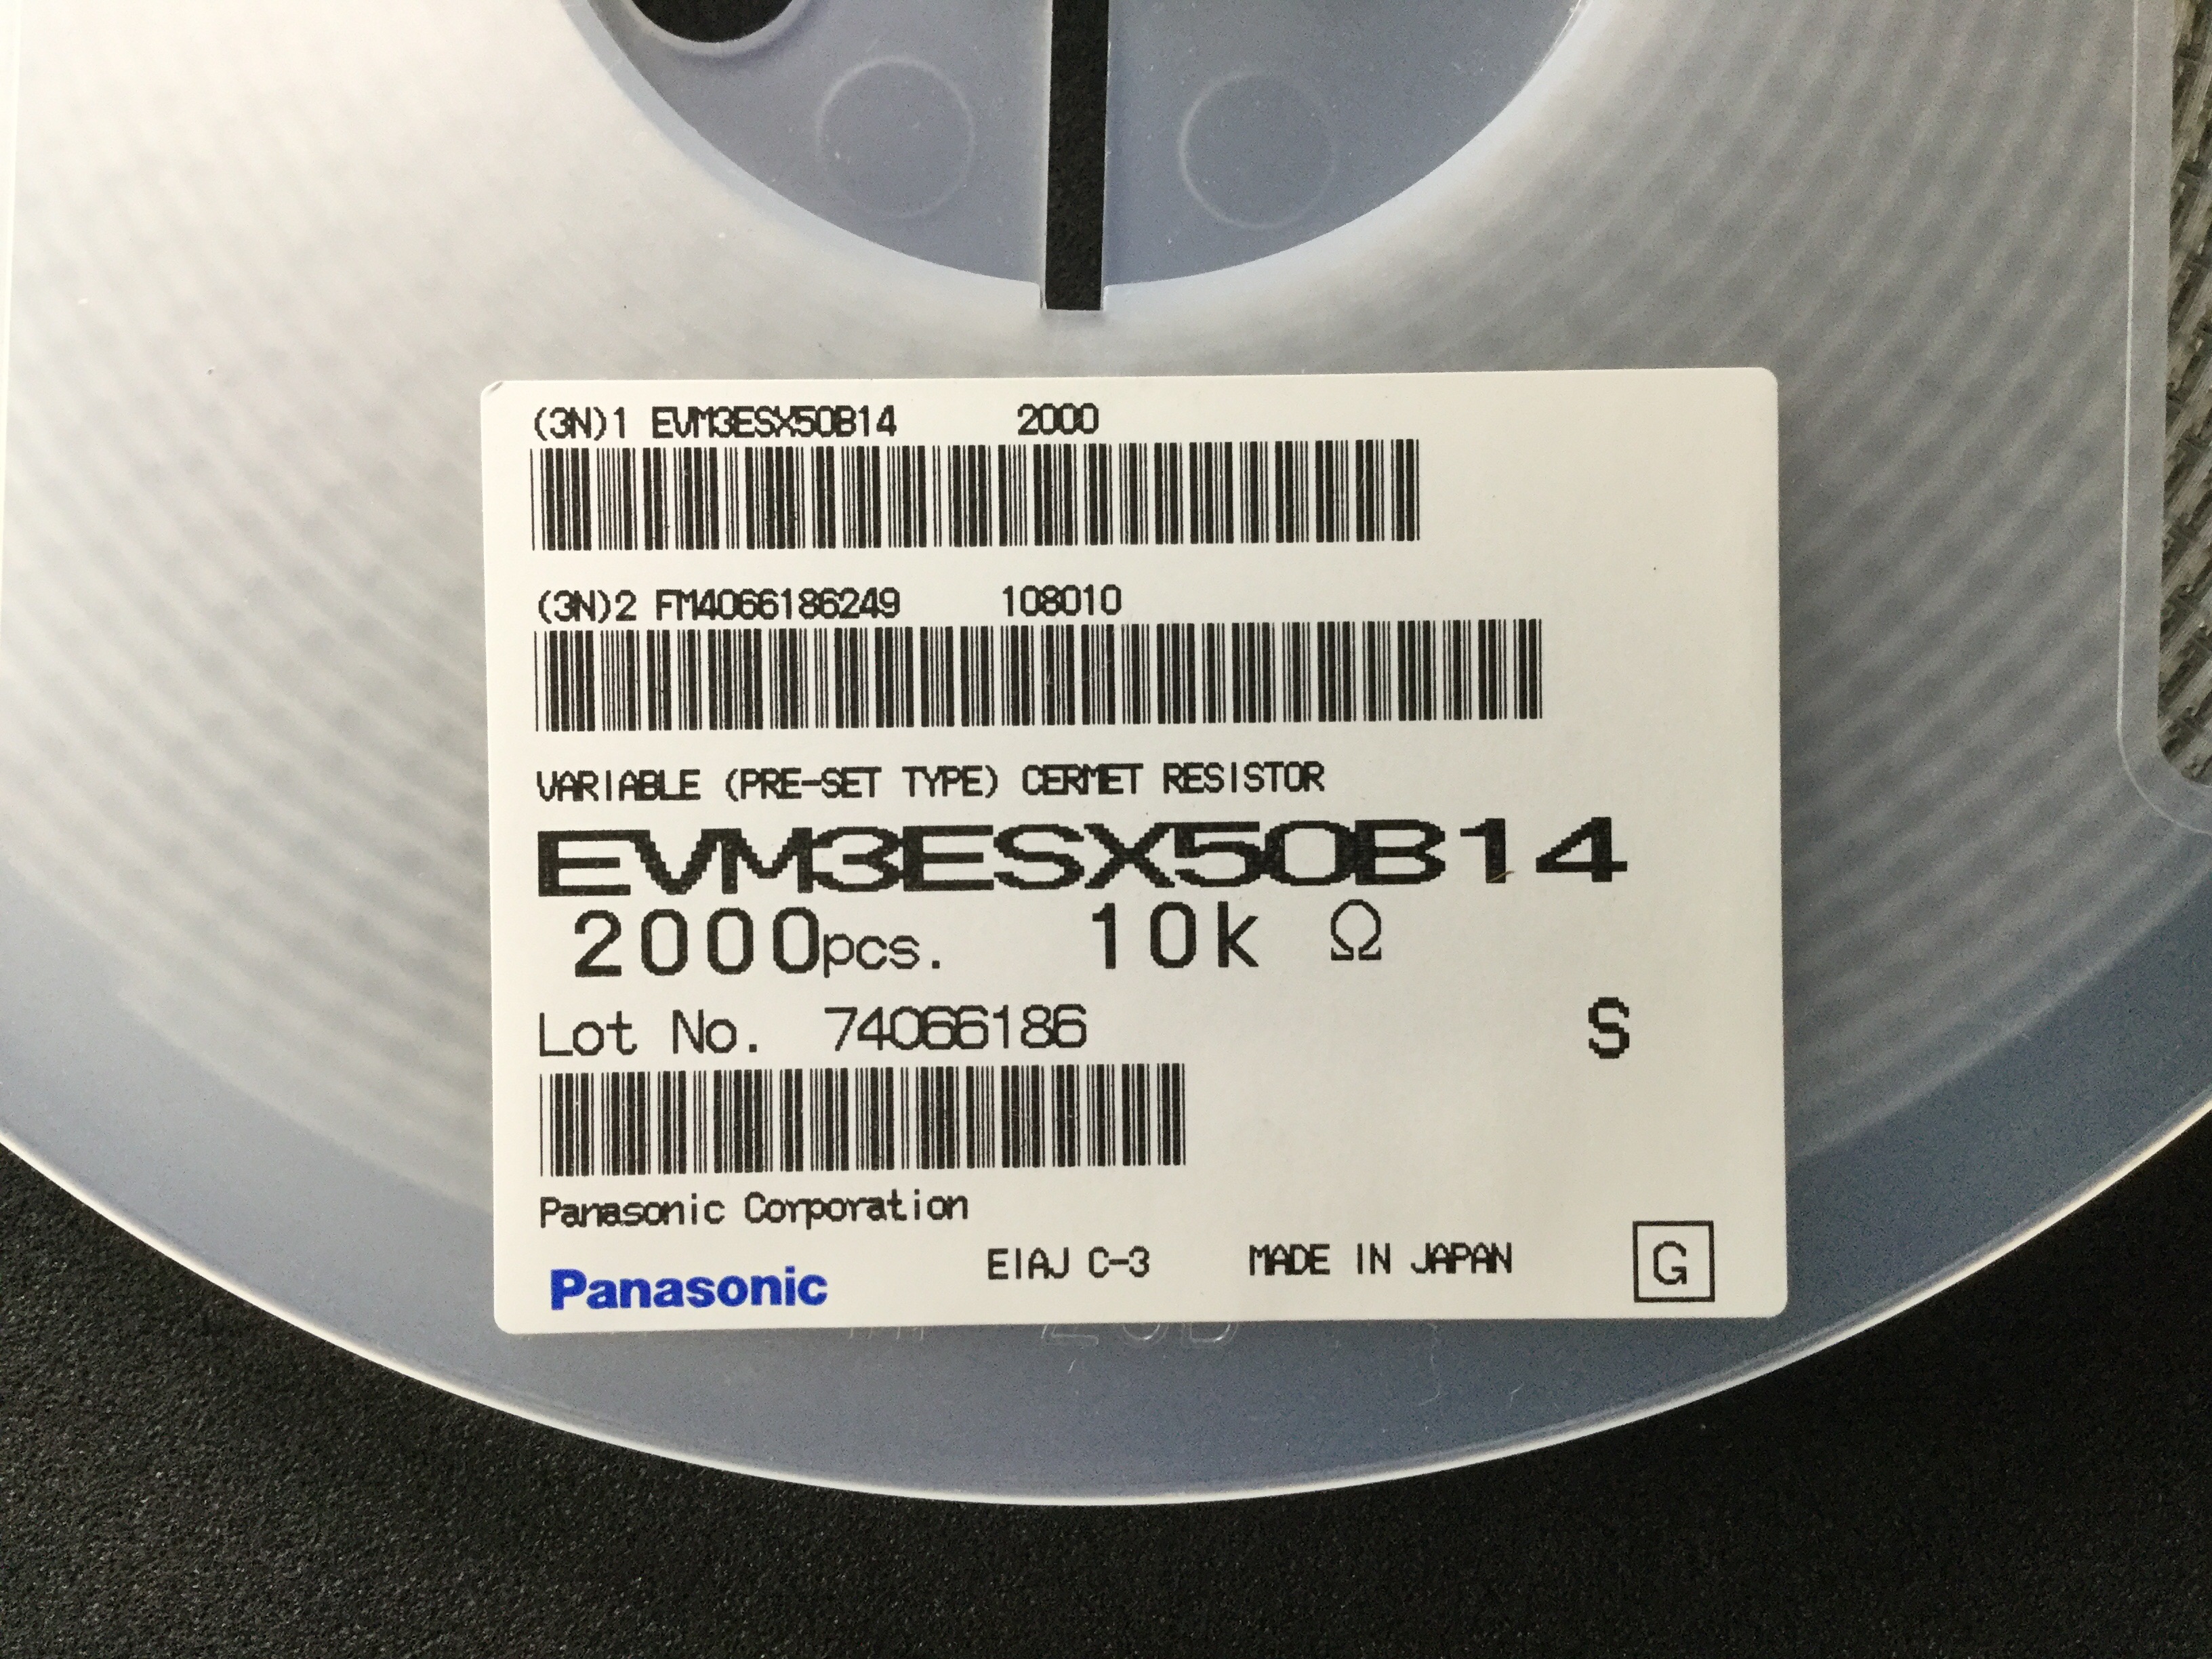 (3N)1 EVM3ESX50B14 2000
(3N)2 FM4066186249 108010
VARIABLE (PRE-SET TYPE) CERMET RESISTOR
EVM3ESX50B14
2000pcs. 10k Ω
Lot No. 74066186 S
Panasonic Corporation
Panasonic EIAJ C-3 MADE IN JAPAN G